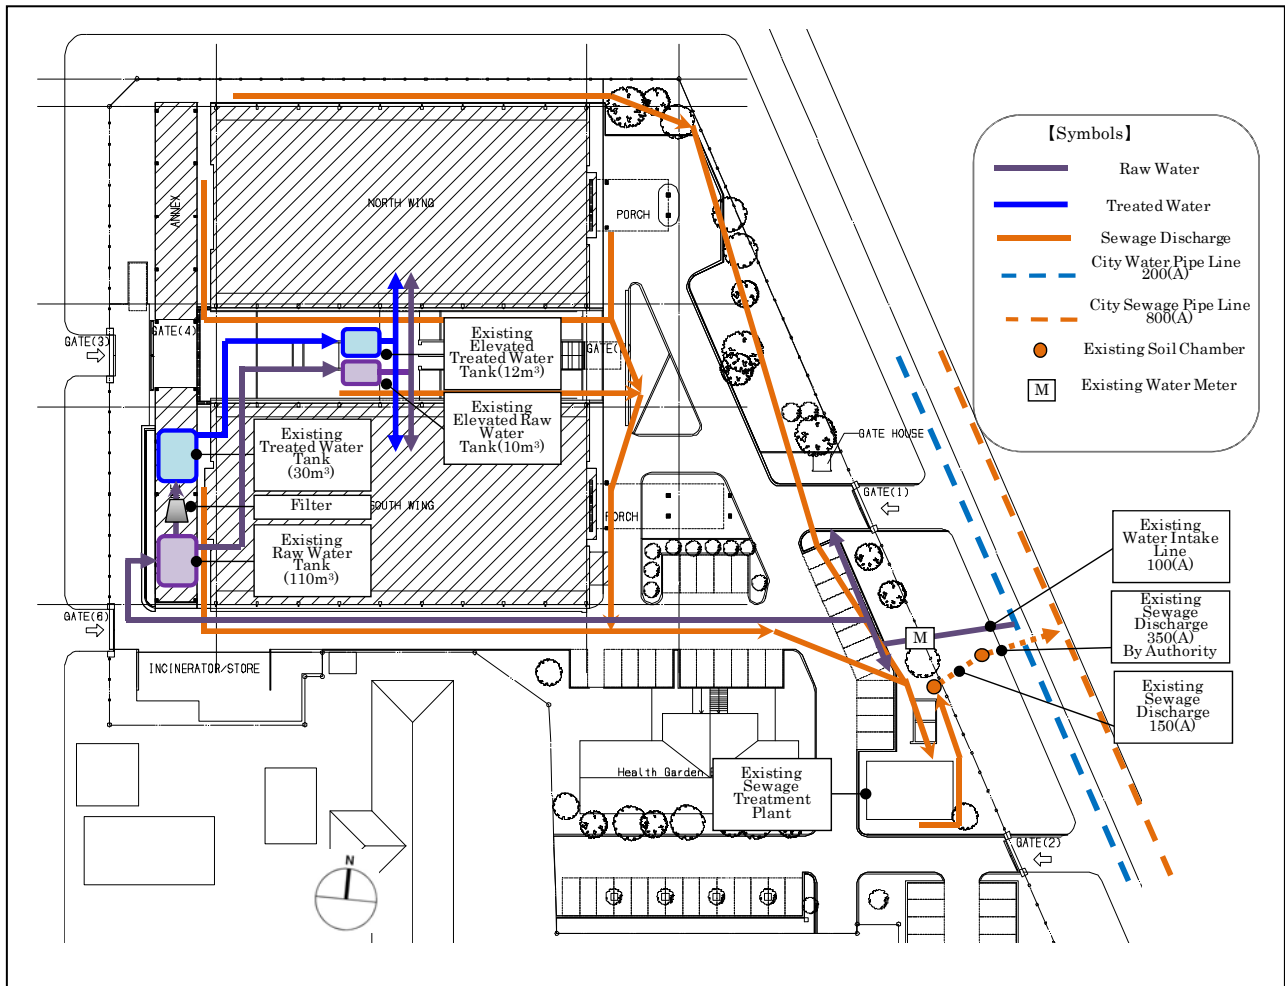 【Symbols】
Raw Water
Treated Water
Sewage Discharge
City Water Pipe Line
200(A)
City Sewage Pipe Line
800(A)
Existing Soil Chamber
M
Existing Water Meter
NORTH WING
ANNEX
PORCH
GATE(3)
GATE(4)
Existing
Elevated
Treated Water
Tank (12m³)
GATE(
Existing
Elevated Raw
Water
Tank (10m³)
Existing
Treated Water
Tank
(30m³)
Filter
SOUTH WING
Existing
Raw Water
Tank
(110m³)
PORCH
GATE HOUSE
GATE(1)
Existing
Water Intake
Line
100(A)
Existing
Sewage
Discharge
350(A)
By Authority
Existing
Sewage
Discharge
150(A)
M
GATE(6)
INCINERATOR/STORE
Health Garden
Existing
Sewage
Treatment
Plant
GATE(2)
N